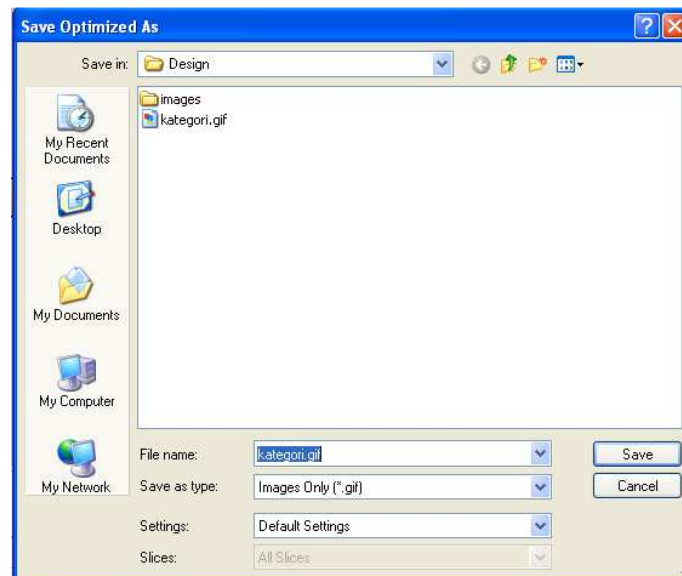 Save Optimized As
Save in: Design
images
kategori.gif
My Recent
Documents
Desktop
My Documents
My Computer
My Network
File name: kategori.gif Save
Save as type: Images Only (*.gif) Cancel
Settings: Default Settings
Slices: All Slices